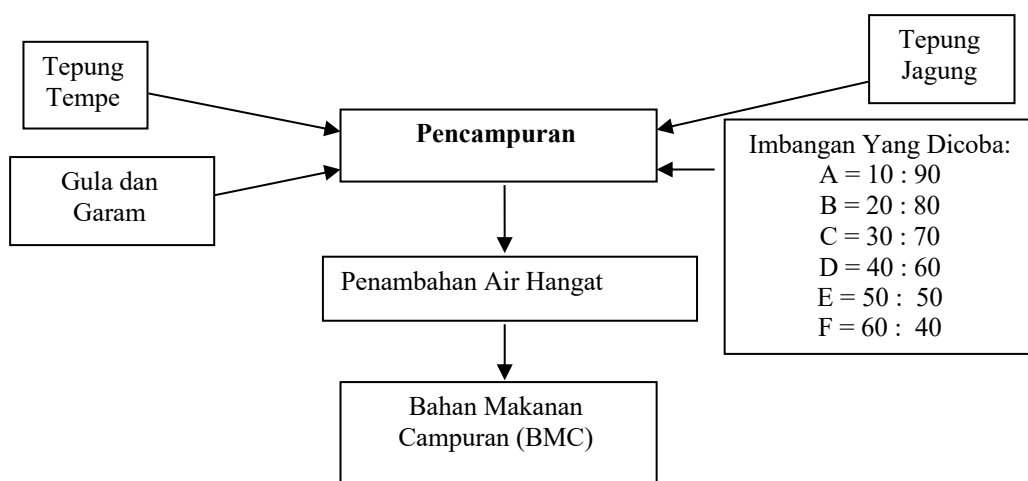 Tepung
Tempe
Tepung
Jagung
Pencampuran
Gula dan
Garam
Imbangan Yang Dicoba:
A = 10 : 90
B = 20 : 80
C = 30 : 70
D = 40 : 60
E = 50 :  50
F = 60 :  40
Penambahan Air Hangat
Bahan Makanan
Campuran (BMC)